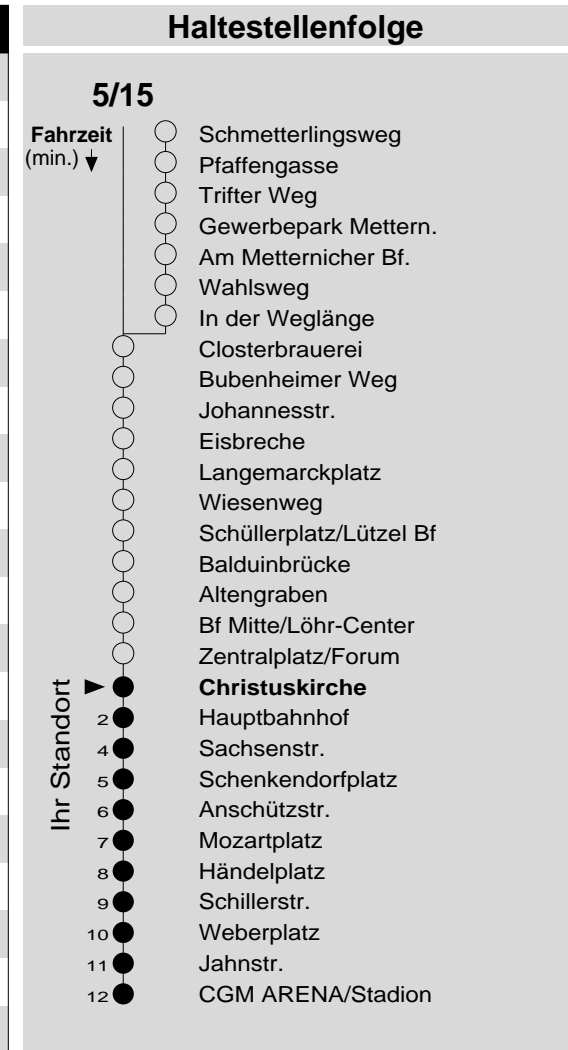 Haltestellenfolge
5/15
Fahrzeit
(min.)
Schmetterlingsweg
Pfaffengasse
Trifter Weg
Gewerbepark Mettern.
Am Metternicher Bf.
Wahlsweg
In der Weglänge
Closterbrauerei
Bubenheimer Weg
Johannesstr.
Eisbreche
Langemarckplatz
Wiesenweg
Schüllerplatz/Lützel Bf
Balduinbrücke
Altengraben
Bf Mitte/Löhr-Center
Zentralplatz/Forum
Ihr Standort
Christuskirche
2 Hauptbahnhof
4 Sachsenstr.
5 Schenkendorfplatz
6 Anschützstr.
7 Mozartplatz
8 Händelplatz
9 Schillerstr.
10 Weberplatz
11 Jahnstr.
12 CGM ARENA/Stadion